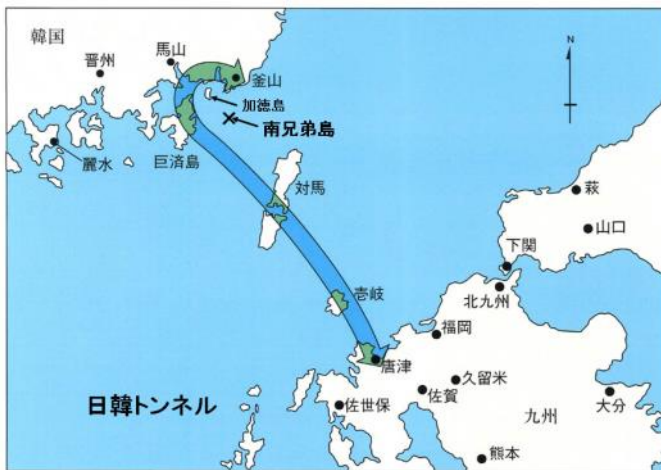 韓国
晋州
馬山
釜山
加徳島
南兄弟島
巨済島
麗水
対馬
N
萩
山口
下関
北九州
壱岐
福岡
唐津
久留米
佐賀
佐世保
大分
九州
熊本
日韓トンネル